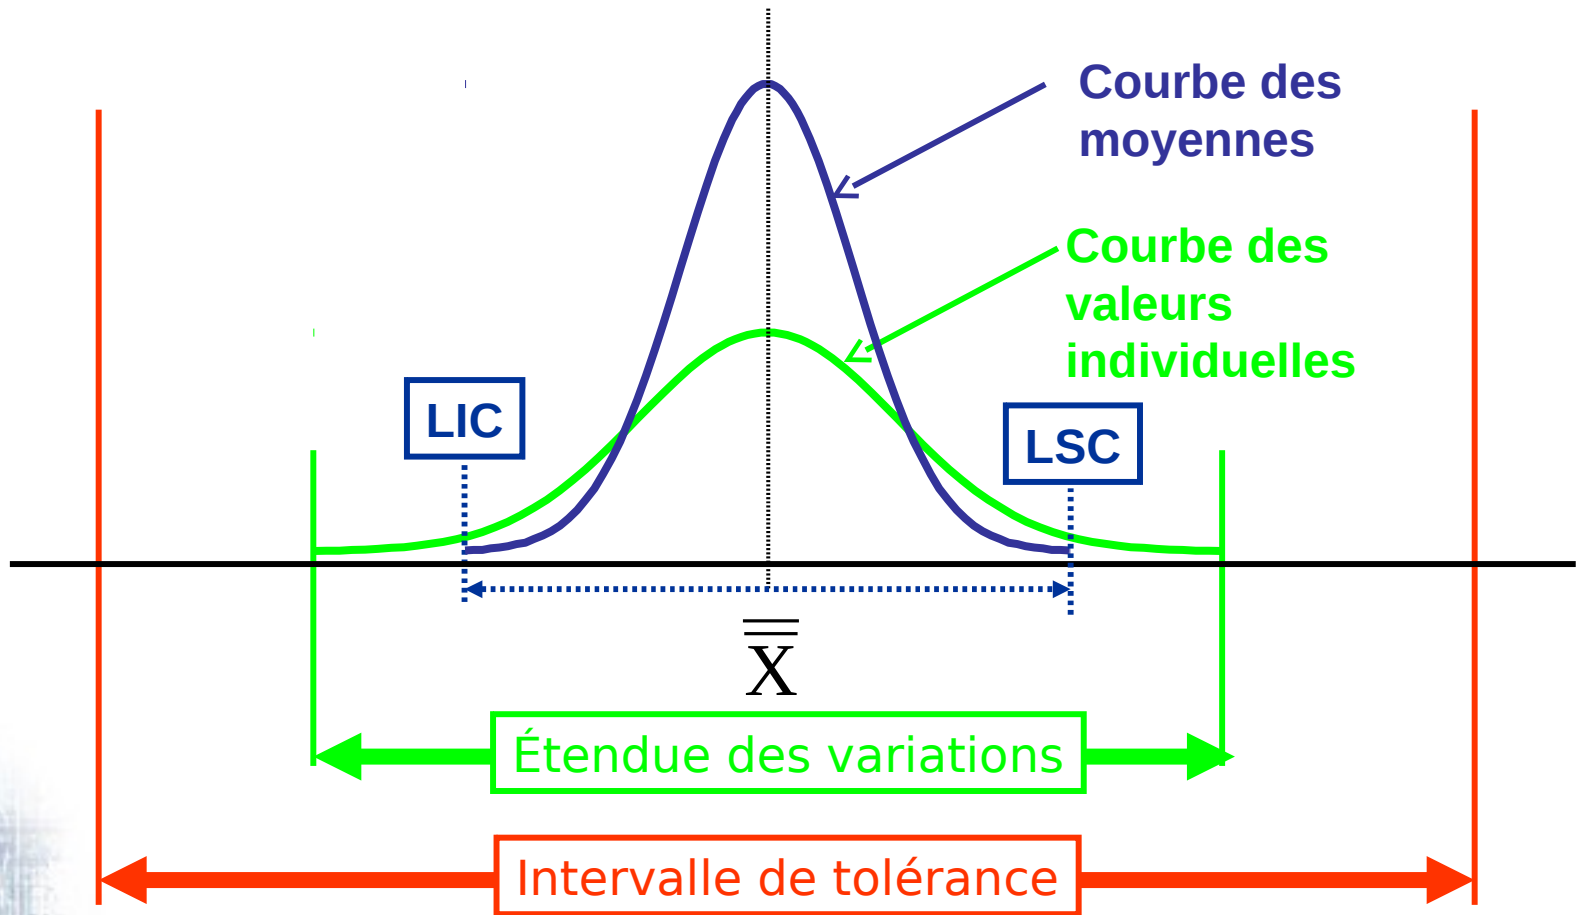 Courbe des
moyennes
Courbe des
valeurs
individuelles
LIC
LSC
X̿
Étendue des variations
Intervalle de tolérance